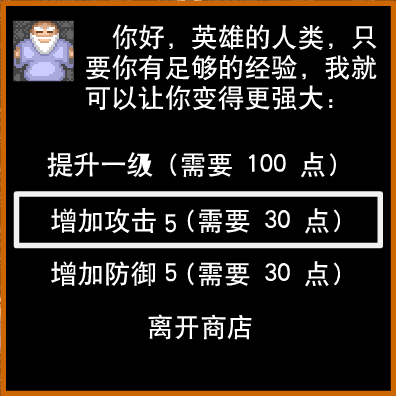 你好，英雄的人类，只
要你有足够的经验，我就
可以让你变得更强大：
提升一级（需要 100 点）
增加攻击 5（需要 30 点）
增加防御 5（需要 30 点）
离开商店